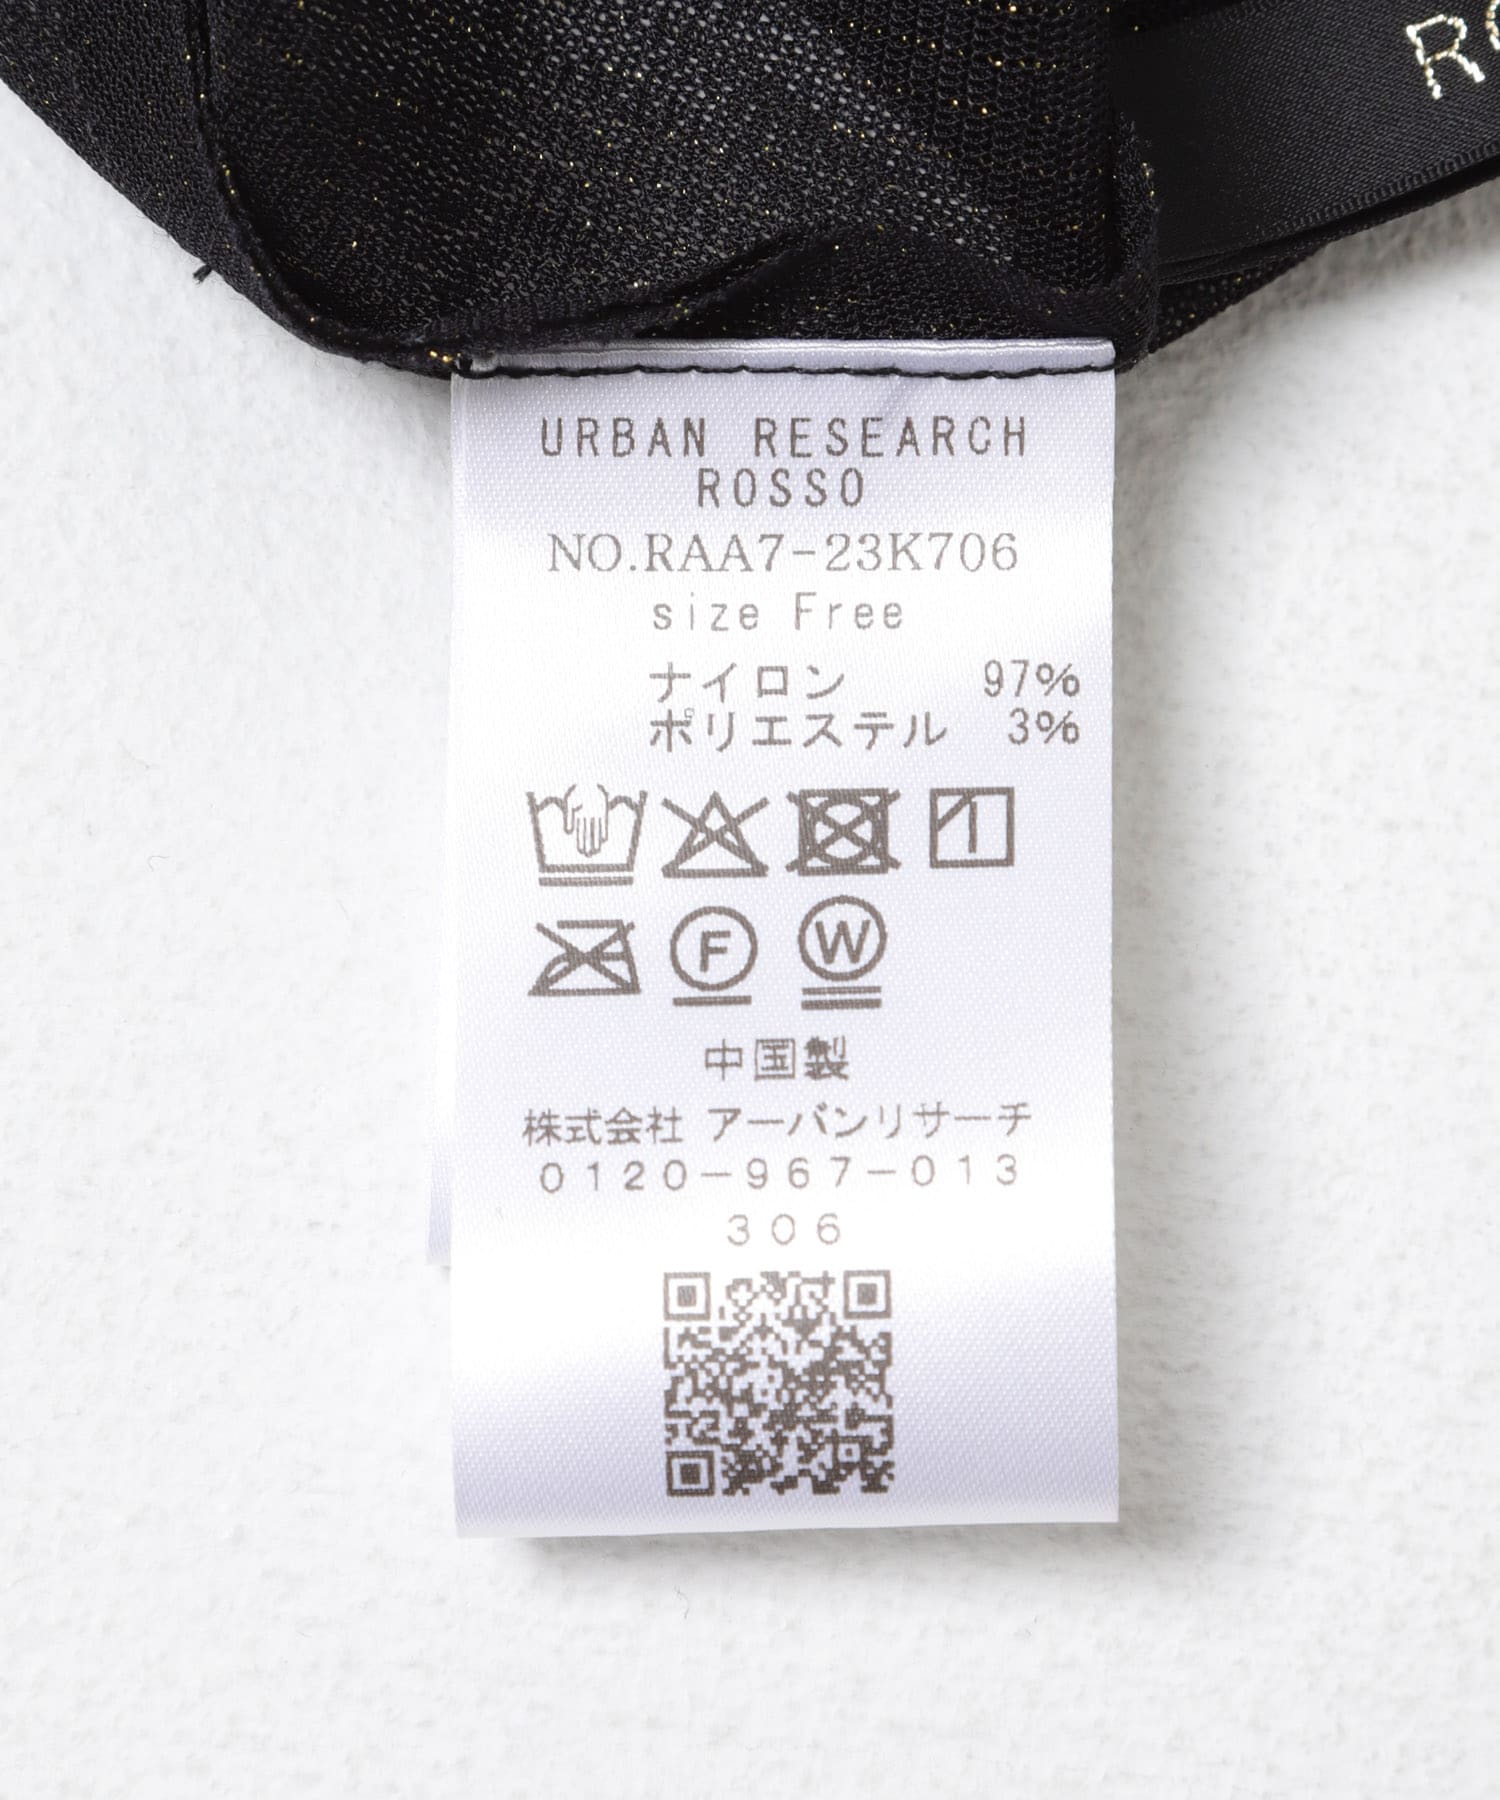 RO
URBAN RESEARCH
ROSSO
NO.RAA7-23K706
size Free
ナイロン 97%
ポリエステル 3%
1
F W
中国製
株式会社 アーバンリサーチ
0120-967-013
306